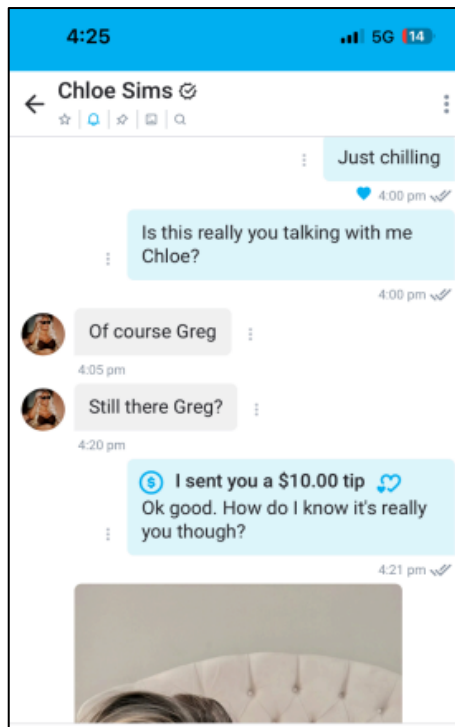 4:25 5G 14
Chloe Sims
Just chilling
4:00 pm
Is this really you talking with me
Chloe?
4:00 pm
Of course Greg
4:05 pm
Still there Greg?
4:20 pm
$ I sent you a $10.00 tip
Ok good. How do I know it's really
you though?
4:21 pm